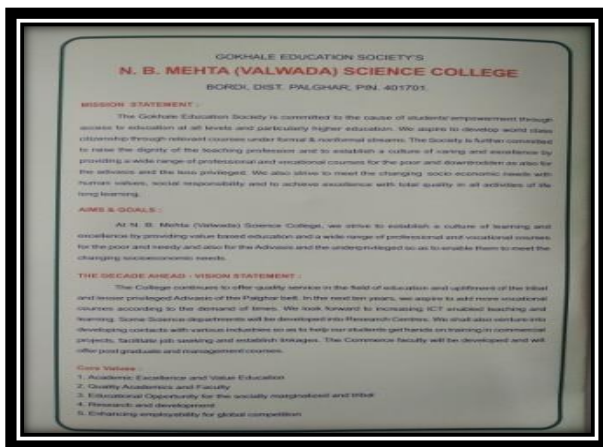 GOKHALE EDUCATION SOCIETY'S
N. B. MEHTA (VALWADA) SCIENCE COLLEGE
BORDI, DIST. PALGHAR, PIN. 401701.
MISSION STATEMENT :
The Gokhale Education Society is committed to the cause of students' empowerment through
access to education at all levels and particularly higher education. We aspire to develop world class
citizenship through relevant courses under formal & nonformal streams. The Society is further committed
to raise the dignity of the teaching profession and to establish a culture of caring and excellence by
providing a wide range of professional and vocational courses for the poor and downtrodden as also for
the adivasis and the less privileged. We also strive to meet the changing socio economic needs with
human values, social responsibility and to achieve excellence with total quality in all activities of life
long learning.
AIMS & GOALS :
At N. B. Mehta (Valwada) Science College, we strive to establish a culture of learning and
excellence by providing value based education and a wide range of professional and vocational courses
for the poor and needy and also for the Adivasis and the underprivileged so as to enable them to meet the
changing socioeconomic needs.
THE DECADE AHEAD : VISION STATEMENT :
The College continues to offer quality service in the field of education and upliftment of the tribal
and lesser privileged Adivasis of the Palghar belt. In the next ten years, we aspire to add more vocational
courses according to the demand of times. We look forward to increasing ICT enabled teaching and
learning. Some Science departments will be developed into Research Centres. We shall also venture into
developing contacts with various industries so as to help our students get hands on training in commercial
projects, facilitate job seeking and establish linkages. The Commerce faculty will be developed and will
offer post graduate and management courses.
Core Values :
1. Academic Excellence and Value Education
2. Quality Academics and Faculty
3. Educational Opportunity for the socially marginalised and tribal
4. Research and development
5. Enhancing employability for global competition